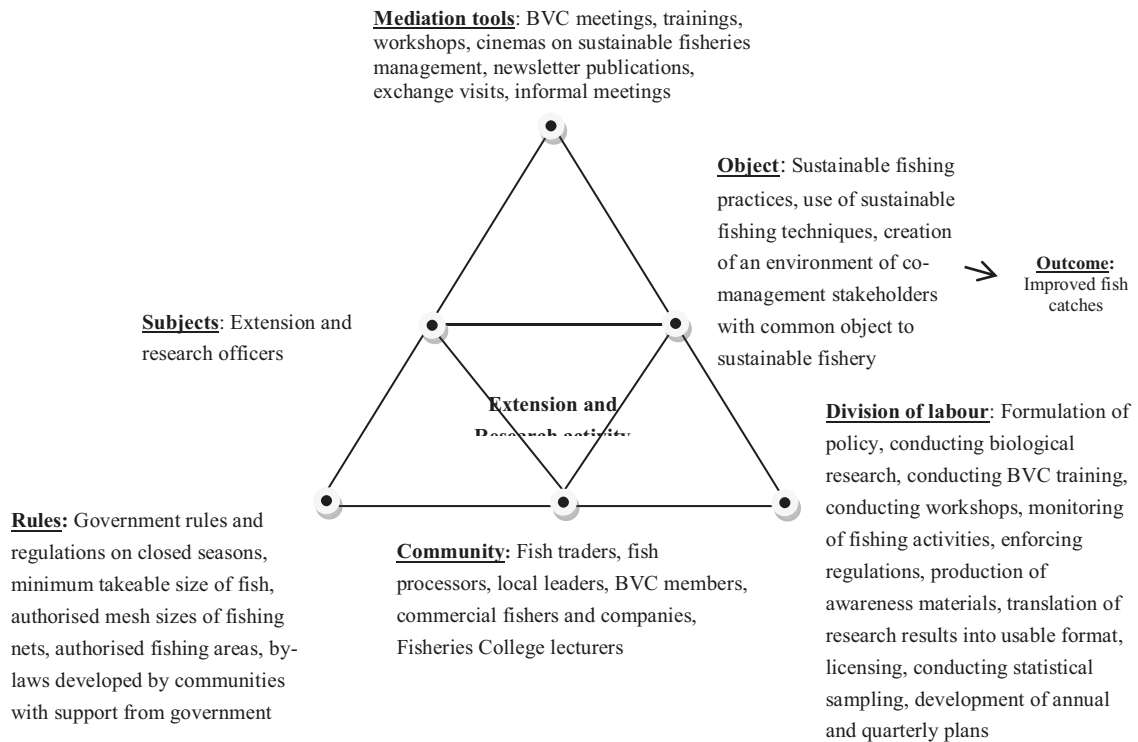 Mediation tools: BVC meetings, trainings,
workshops, cinemas on sustainable fisheries
management, newsletter publications,
exchange visits, informal meetings
Object: Sustainable fishing
practices, use of sustainable
fishing techniques, creation
of an environment of co-
management stakeholders
with common object to
sustainable fishery
Outcome:
Improved fish
catches
Subjects: Extension and
research officers
Extension and
Research activity
Division of labour: Formulation of
policy, conducting biological
research, conducting BVC training,
conducting workshops, monitoring
of fishing activities, enforcing
regulations, production of
awareness materials, translation of
research results into usable format,
licensing, conducting statistical
sampling, development of annual
and quarterly plans
Rules: Government rules and
regulations on closed seasons,
minimum takeable size of fish,
authorised mesh sizes of fishing
nets, authorised fishing areas, by-
laws developed by communities
with support from government
Community: Fish traders, fish
processors, local leaders, BVC members,
commercial fishers and companies,
Fisheries College lecturers